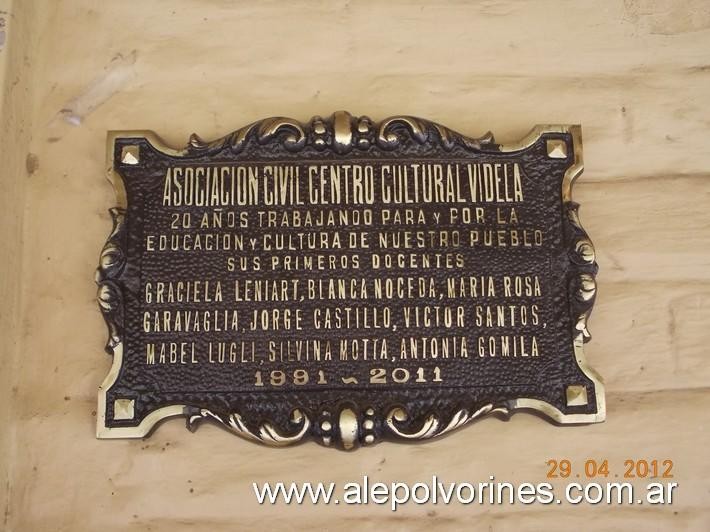 ASOCIACION CIVIL CENTRO CULTURAL VIDELA
20 AÑOS TRABAJANDO PARA Y POR LA
EDUCACION Y CULTURA DE NUESTRO PUEBLO
SUS PRIMEROS DOCENTES
GRACIELA LENIART, BLANCA NOCEDA, MARIA ROSA
GARAVAGLIA, JORGE CASTILLO, VICTOR SANTOS,
MABEL LUGLI, SILVINA MOTTA, ANTONIA GOMILA
1991 ~ 2011
29.04.2012
www.alepolvorines.com.ar